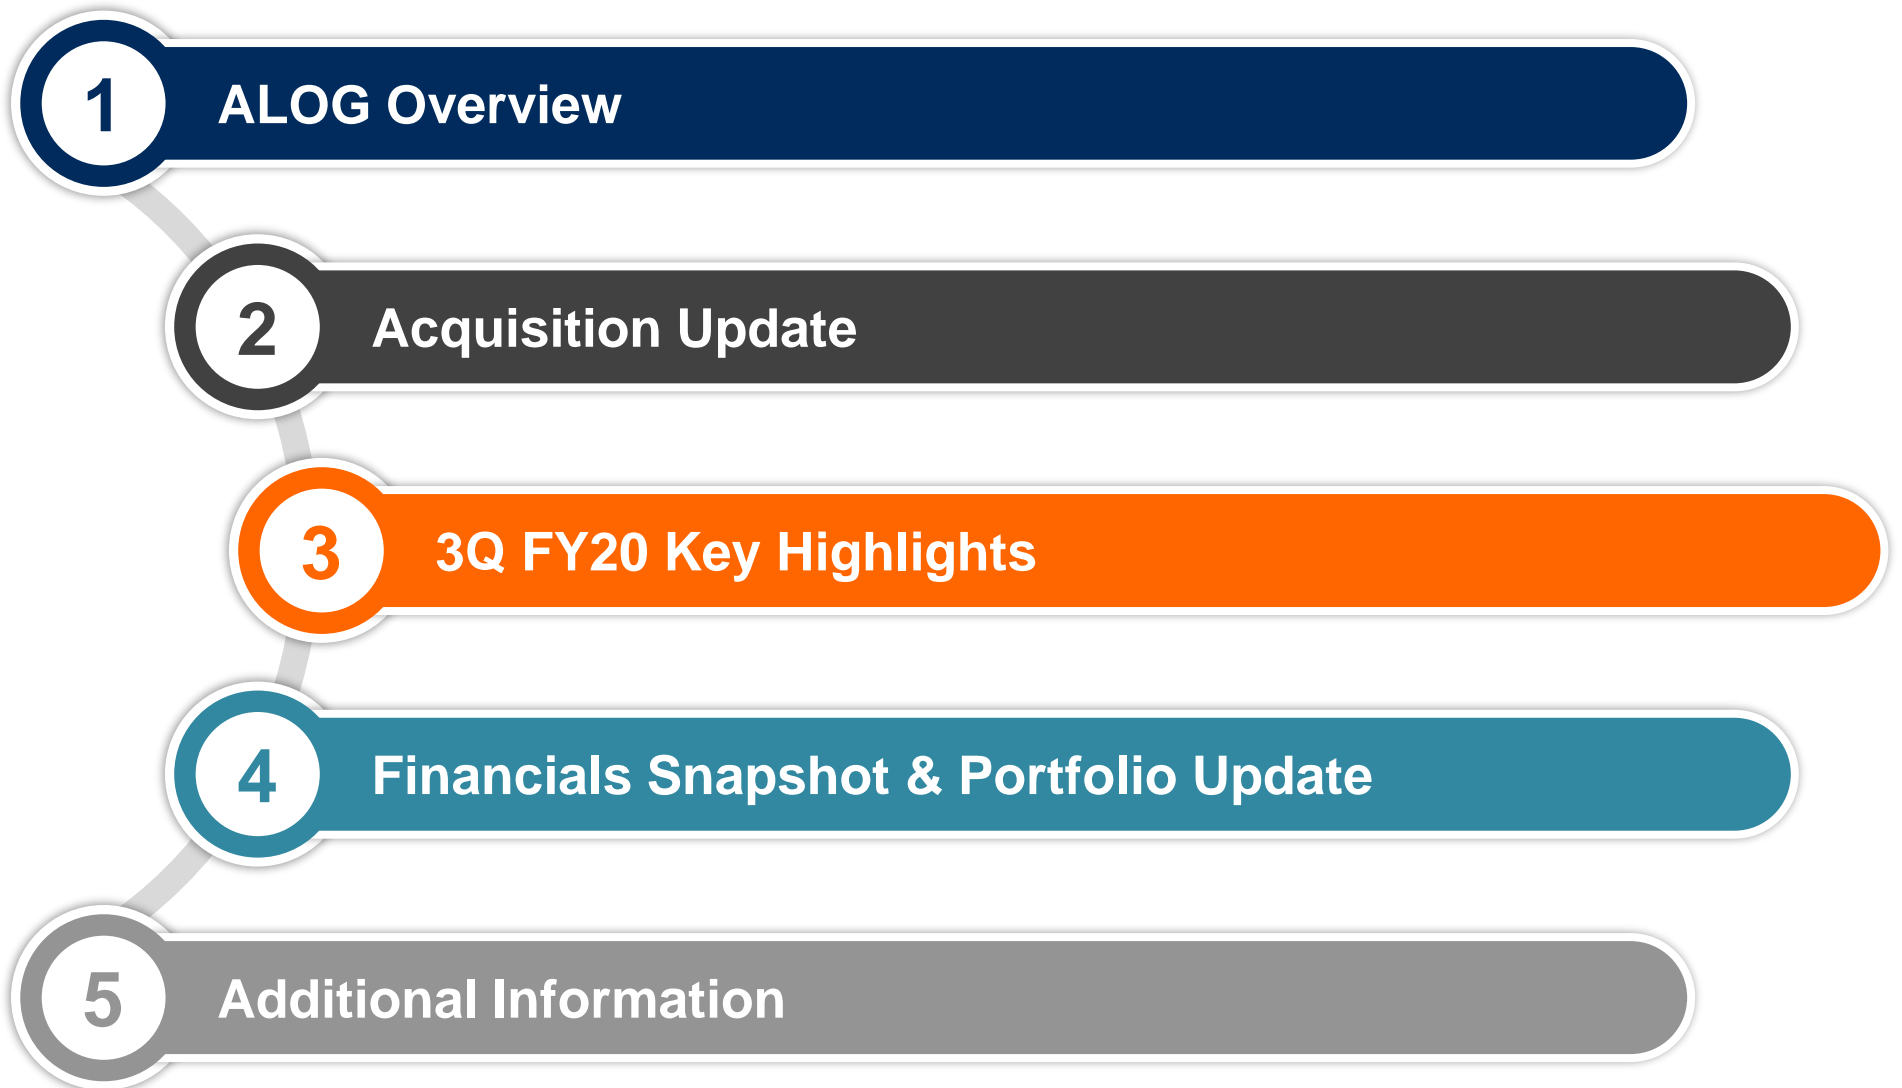 1 ALOG Overview
2 Acquisition Update
3 3Q FY20 Key Highlights
4 Financials Snapshot & Portfolio Update
5 Additional Information